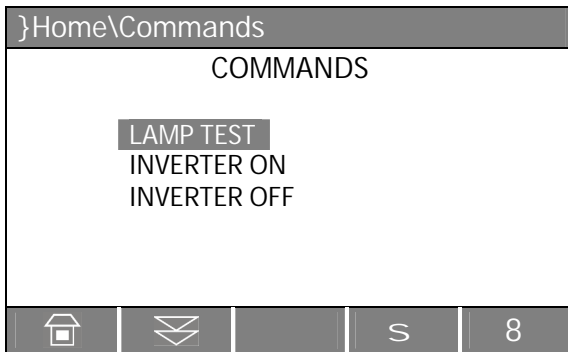 }Home\Commands
COMMANDS
LAMP TEST
INVERTER ON
INVERTER OFF
s 8